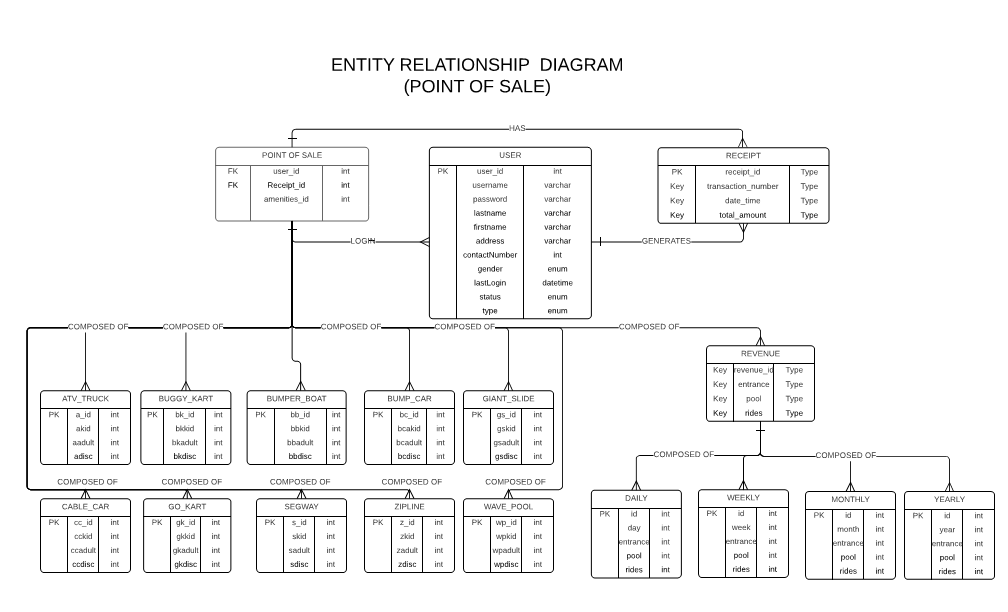 ENTITY RELATIONSHIP DIAGRAM
(POINT OF SALE)
HAS
POINT OF SALE
FK user_id int
FK Receipt_id int
amenities_id int
USER
PK user_id int
username varchar
password varchar
lastname varchar
firstname varchar
address varchar
contactNumber int
gender enum
lastLogin datetime
status enum
type enum
RECEIPT
PK receipt_id Type
Key transaction_number Type
Key date_time Type
Key total_amount Type
LOGIN
GENERATES
COMPOSED OF COMPOSED OF COMPOSED OF COMPOSED OF COMPOSED OF
REVENUE
Key revenue_id Type
Key entrance Type
Key pool Type
Key rides Type
ATV_TRUCK
PK a_id int
akid int
aadult int
adisc int
BUGGY_KART
PK bk_id int
bkkid int
bkadult int
bkdisc int
BUMPER_BOAT
PK bb_id int
bbkid int
bbadult int
bbdisc int
BUMP_CAR
PK bc_id int
bcakid int
bcadult int
bcdisc int
GIANT_SLIDE
PK gs_id int
gskid int
gsadult int
gsdisc int
COMPOSED OF COMPOSED OF COMPOSED OF COMPOSED OF COMPOSED OF
CABLE_CAR
PK cc_id int
cckid int
ccadult int
ccdisc int
GO_KART
PK gk_id int
gkkid int
gkadult int
gkdisc int
SEGWAY
PK s_id int
skid int
sadult int
sdisc int
ZIPLINE
PK z_id int
zkid int
zadult int
zdisc int
WAVE_POOL
PK wp_id int
wpkid int
wpadult int
wpdisc int
COMPOSED OF COMPOSED OF
DAILY
PK id int
day int
entrance int
pool int
rides int
WEEKLY
PK id int
week int
entrance int
pool int
rides int
MONTHLY
PK id int
month int
entrance int
pool int
rides int
YEARLY
PK id int
year int
entrance int
pool int
rides int